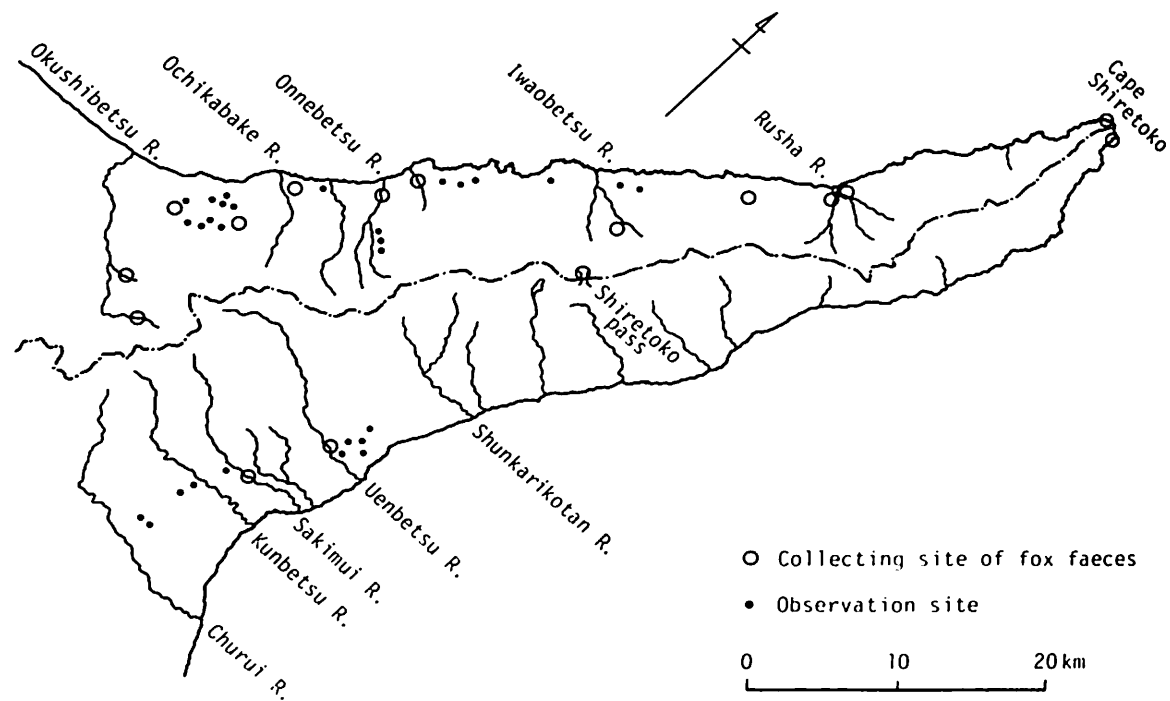 Okushibetsu R.
Ochikabake R.
Onnebetsu R.
Iwaobetsu R.
Rusha R.
Cape
Shiretoko
Shiretoko
pass
Shunkarikotan R.
Uenbetsu R.
Sakimui R.
Kunbetsu R.
Churui R.
Collecting site of fox faeces
Observation site
0 10 20 km